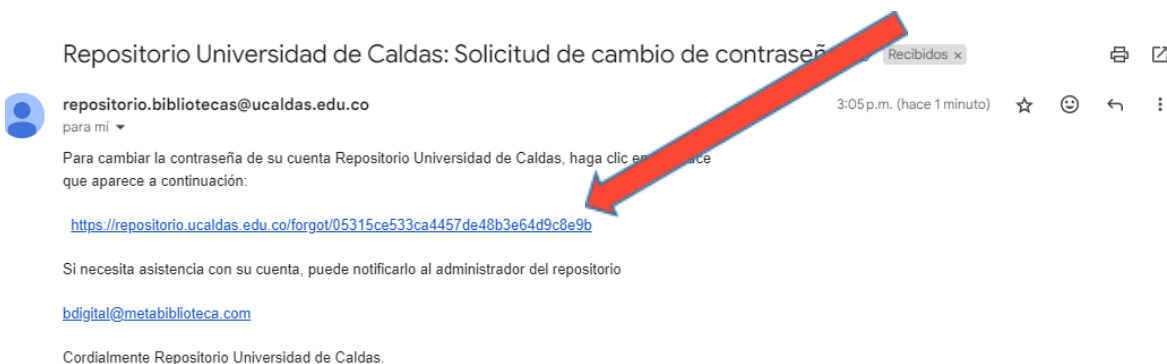 Repositorio Universidad de Caldas: Solicitud de cambio de contraseñ
Recibidos x
repositorio.bibliotecas@ucaldas.edu.co
3:05 p.m. (hace 1 minuto)
para mí
Para cambiar la contraseña de su cuenta Repositorio Universidad de Caldas, haga clic
que aparece a continuación:
https://repositorio.ucaldas.edu.co/forgot/05315ce533ca4457de48b3e64d9c8e9b
Si necesita asistencia con su cuenta, puede notificarlo al administrador del repositorio
bdigital@metabiblioteca.com
Cordialmente Repositorio Universidad de Caldas.